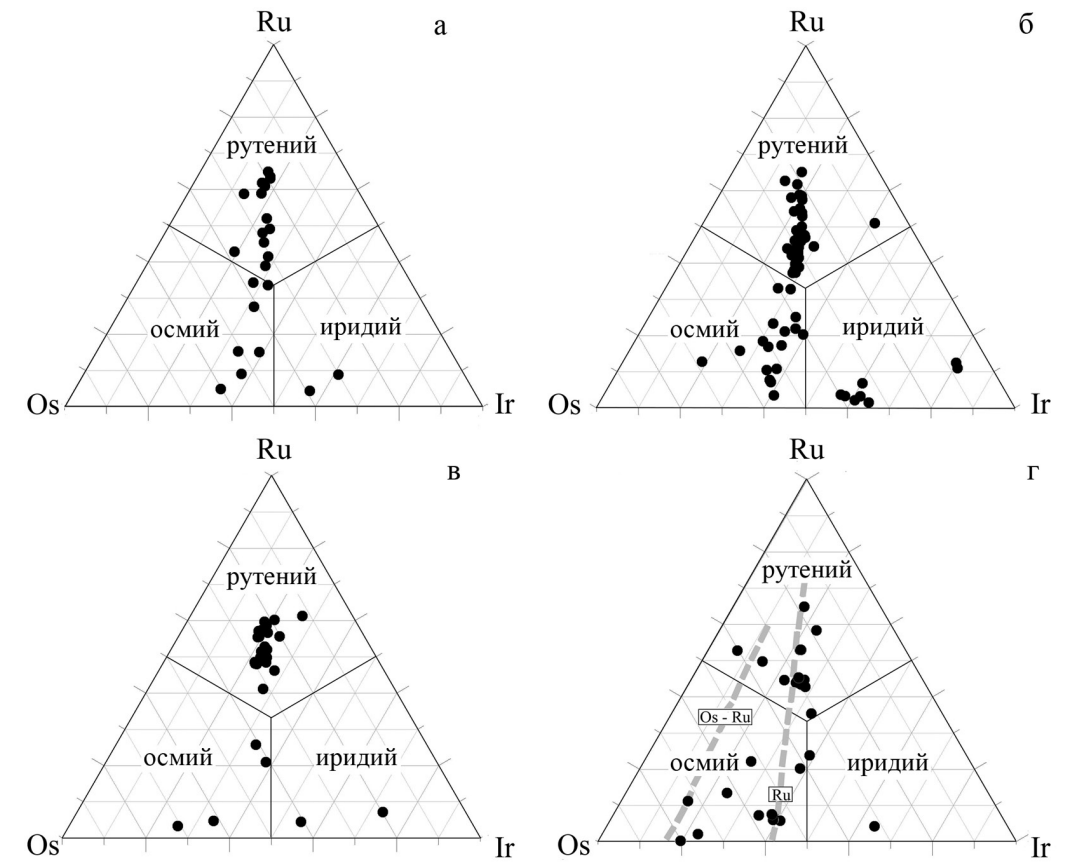 Ru
а
рутений
осмий
иридий
Os
Ir
Ru
б
рутений
осмий
иридий
Os
Ir
Ru
в
рутений
осмий
иридий
Os
Ir
Ru
г
рутений
Os - Ru
осмий
иридий
Ru
Os
Ir